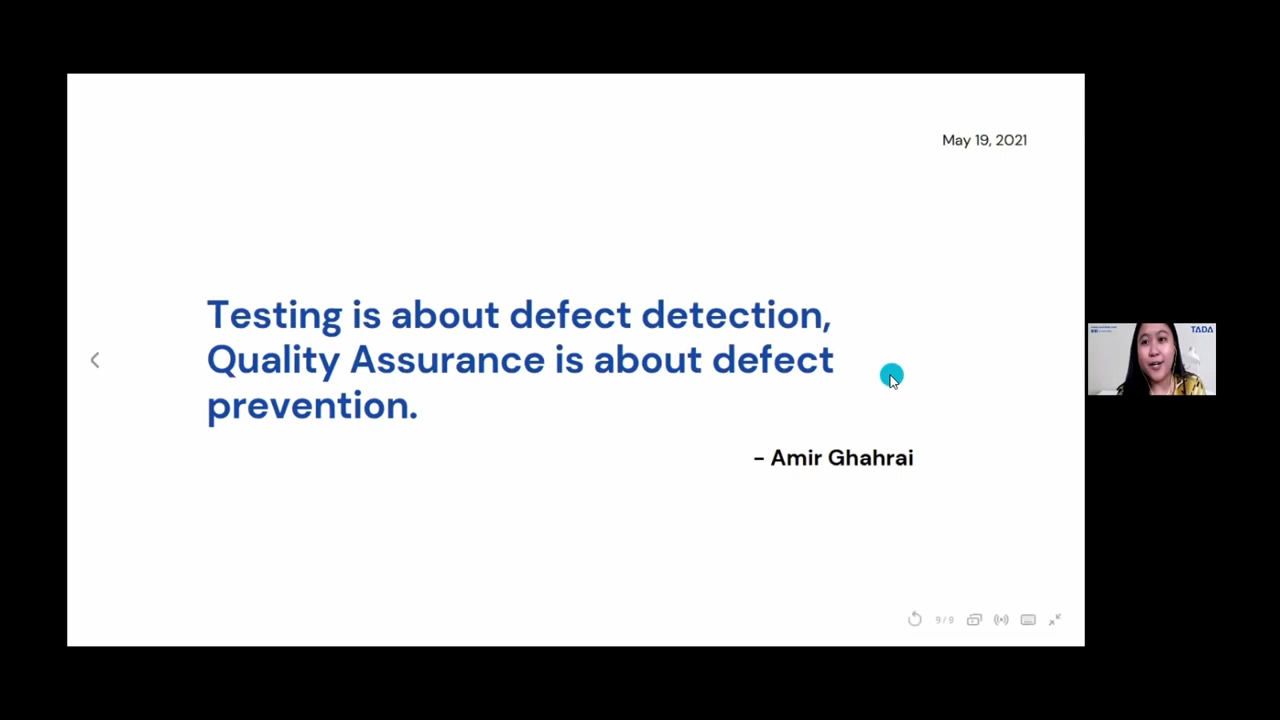 May 19, 2021
Testing is about defect detection,
Quality Assurance is about defect
prevention.
– Amir Ghahrai
9/9
TADA